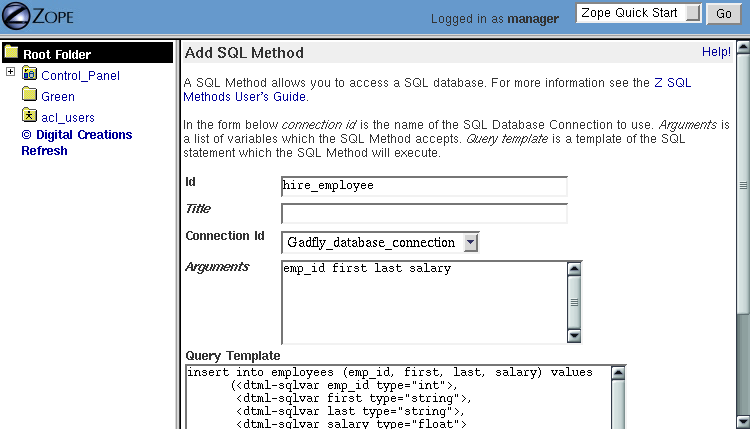 ZOPE
Logged in as manager
Zope Quick Start
Go
Root Folder
Control_Panel
Green
acl_users
© Digital Creations
Refresh
Add SQL Method
Help!
A SQL Method allows you to access a SQL database. For more information see the Z SQL
Methods User's Guide.
In the form below connection id is the name of the SQL Database Connection to use. Arguments is
a list of variables which the SQL Method accepts. Query template is a template of the SQL
statement which the SQL Method will execute.
Id
hire_employee
Title
Connection Id
Gadfly_database_connection
Arguments
emp_id first last salary
Query Template
insert into employees (emp_id, first, last, salary) values
(<dtml-sqlvar emp_id type="int">,
<dtml-sqlvar first type="string">,
<dtml-sqlvar last type="string">,
<dtml-sqlvar salary type="float">